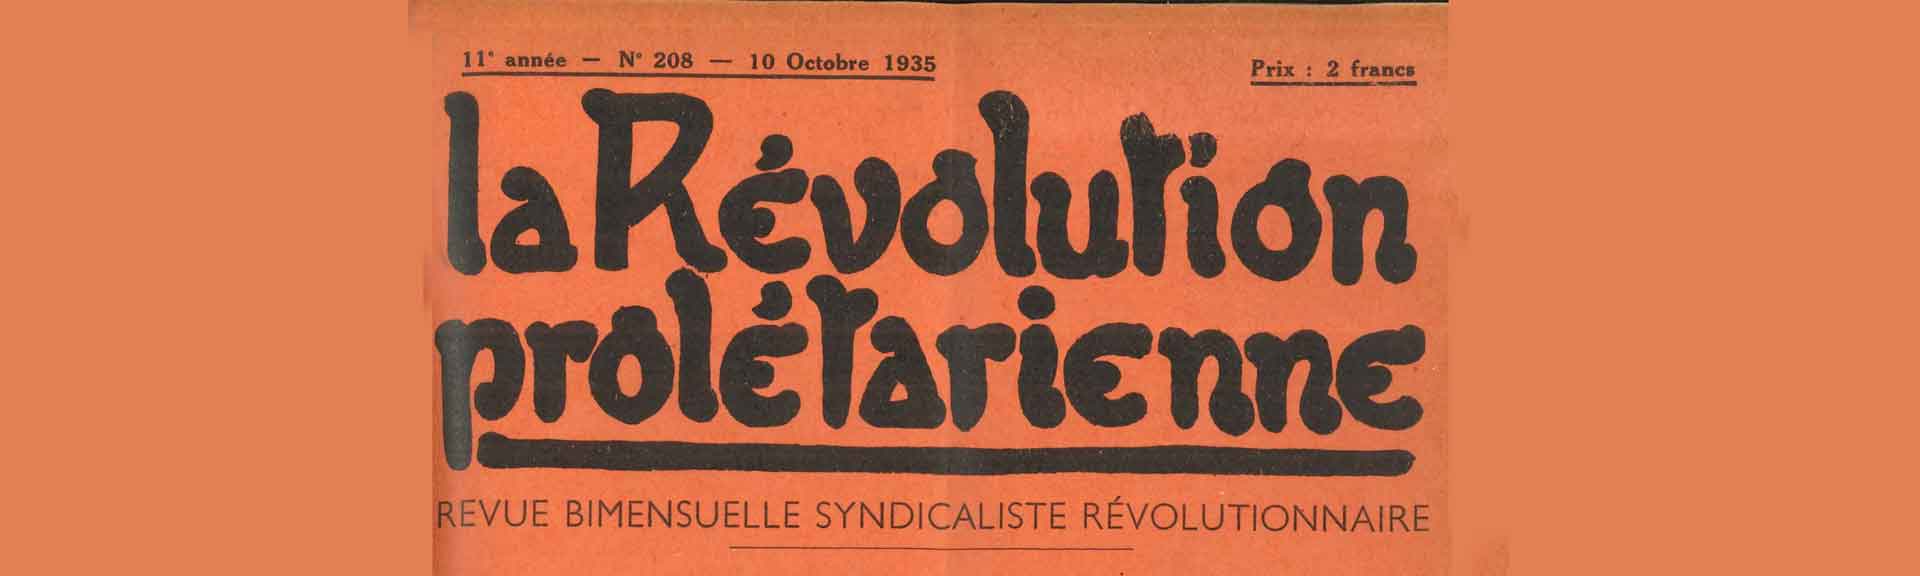 11e année — N° 208 — 10 Octobre 1935
Prix : 2 francs
la Révolution
prolétarienne
REVUE BIMENSUELLE SYNDICALISTE RÉVOLUTIONNAIRE